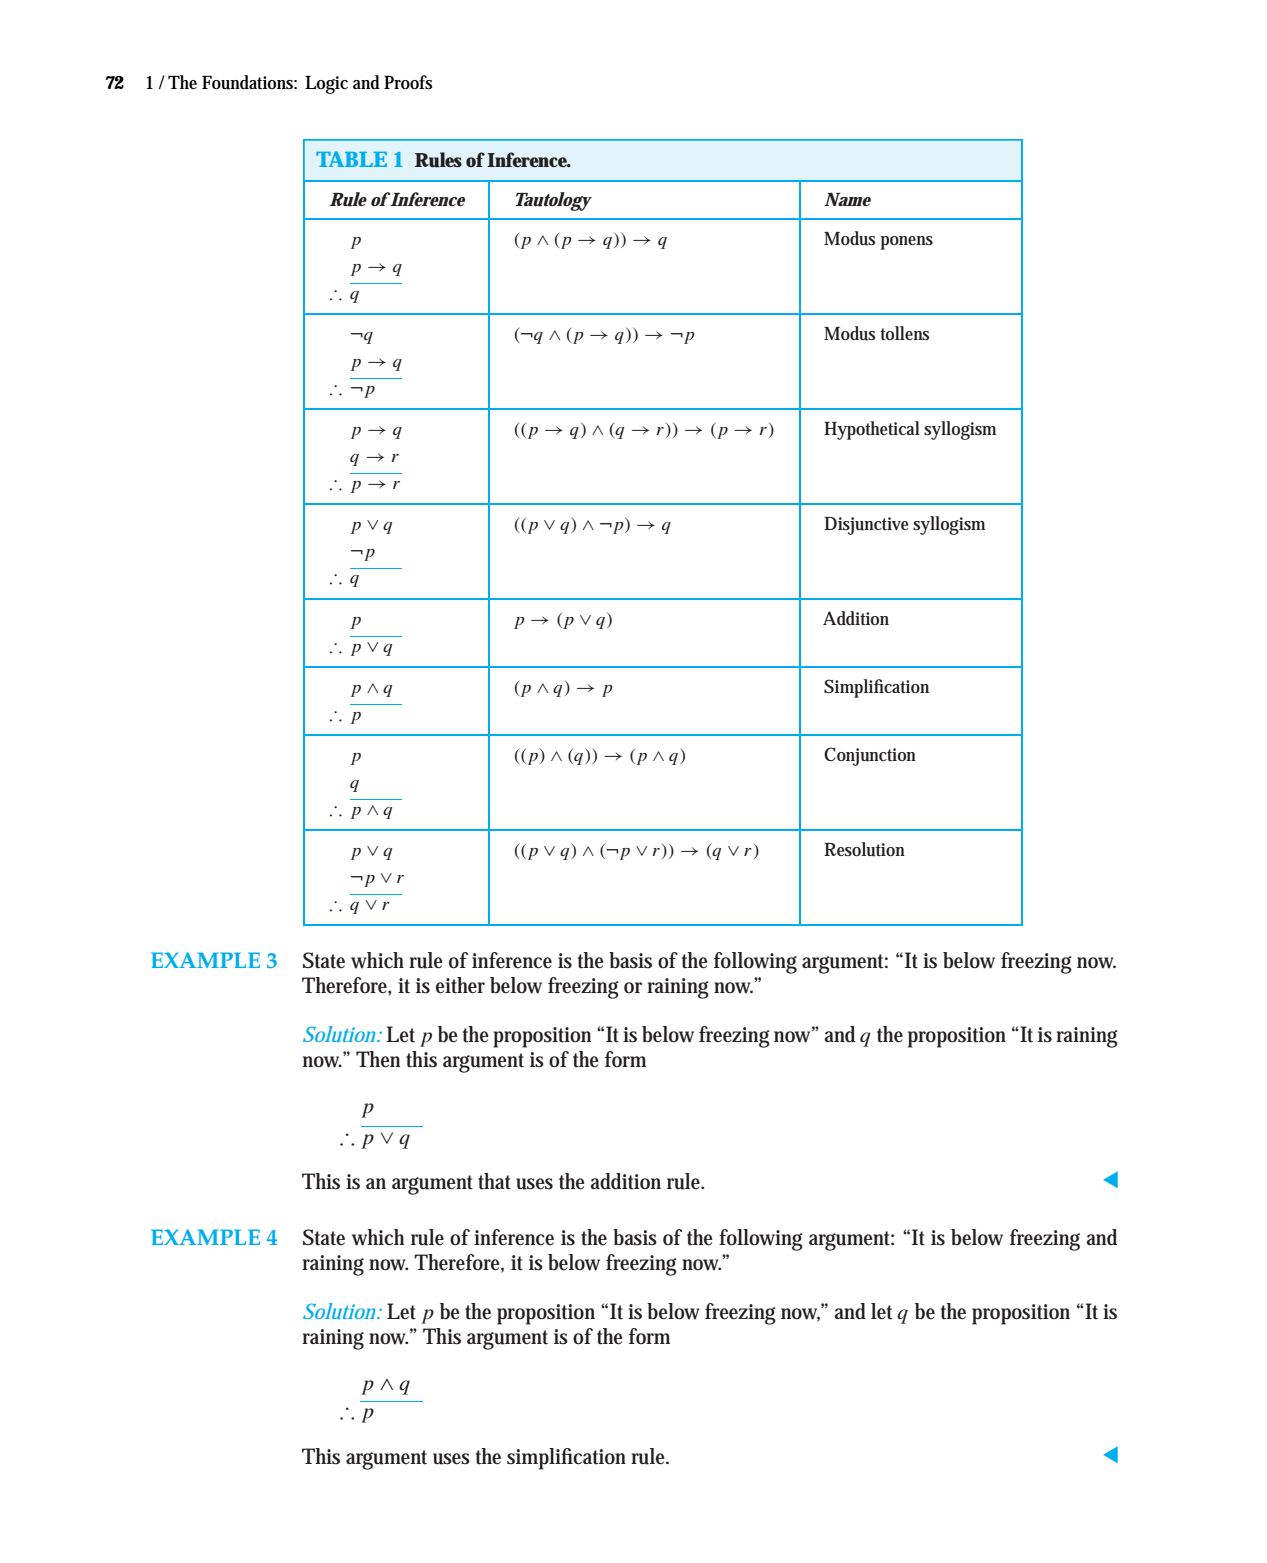 72 1 / The Foundations: Logic and Proofs
TABLE 1 Rules of Inference.
Rule of Inference Tautology Name
p (p ∧ (p → q)) → q Modus ponens
p → q
∴ q
¬q (¬q ∧ (p → q)) → ¬p Modus tollens
p → q
∴ ¬p
p → q ((p → q) ∧ (q → r)) → (p → r) Hypothetical syllogism
q → r
∴ p → r
p ∨ q ((p ∨ q) ∧ ¬p) → q Disjunctive syllogism
¬p
∴ q
p p → (p ∨ q) Addition
∴ p ∨ q
p ∧ q (p ∧ q) → p Simplification
∴ p
p ((p) ∧ (q)) → (p ∧ q) Conjunction
q
∴ p ∧ q
p ∨ q ((p ∨ q) ∧ (¬p ∨ r)) → (q ∨ r) Resolution
¬p ∨ r
∴ q ∨ r
EXAMPLE 3 State which rule of inference is the basis of the following argument: “It is below freezing now.
Therefore, it is either below freezing or raining now.”
Solution: Let p be the proposition “It is below freezing now” and q the proposition “It is raining
now.” Then this argument is of the form
p
∴ p ∨ q
This is an argument that uses the addition rule.
EXAMPLE 4 State which rule of inference is the basis of the following argument: “It is below freezing and
raining now. Therefore, it is below freezing now.”
Solution: Let p be the proposition “It is below freezing now,” and let q be the proposition “It is
raining now.” This argument is of the form
p ∧ q
∴ p
This argument uses the simplification rule.